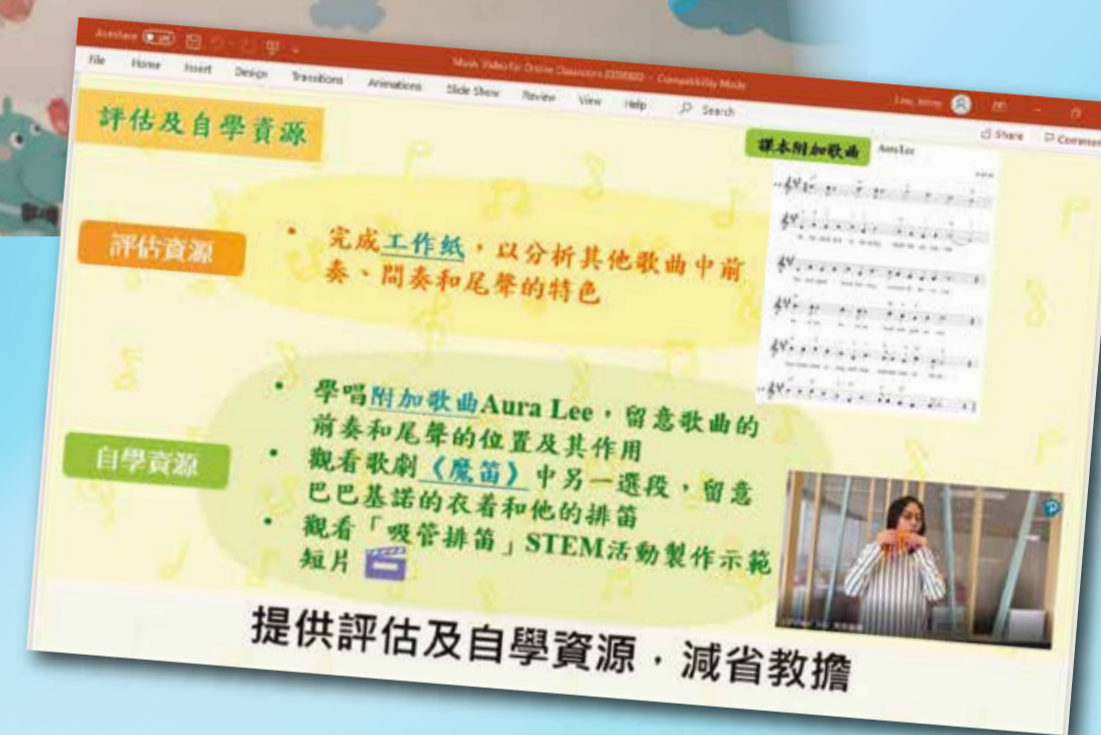 File Home Insert Design Transitions Animations Slide Show Review View Help Search
Share
評估及自學資源
課本附加歌曲
Aura Lee
評估資源
• 完成工作紙，以分析其他歌曲中前
奏、間奏和尾聲的特色
自學資源
• 學唱附加歌曲Aura Lee，留意歌曲的
前奏和尾聲的位置及其作用
• 觀看歌劇《魔笛》中另一選段，留意
巴巴基諾的衣着和他的排笛
• 觀看「吸管排笛」STEM活動製作示範
短片
提供評估及自學資源，減省教擔